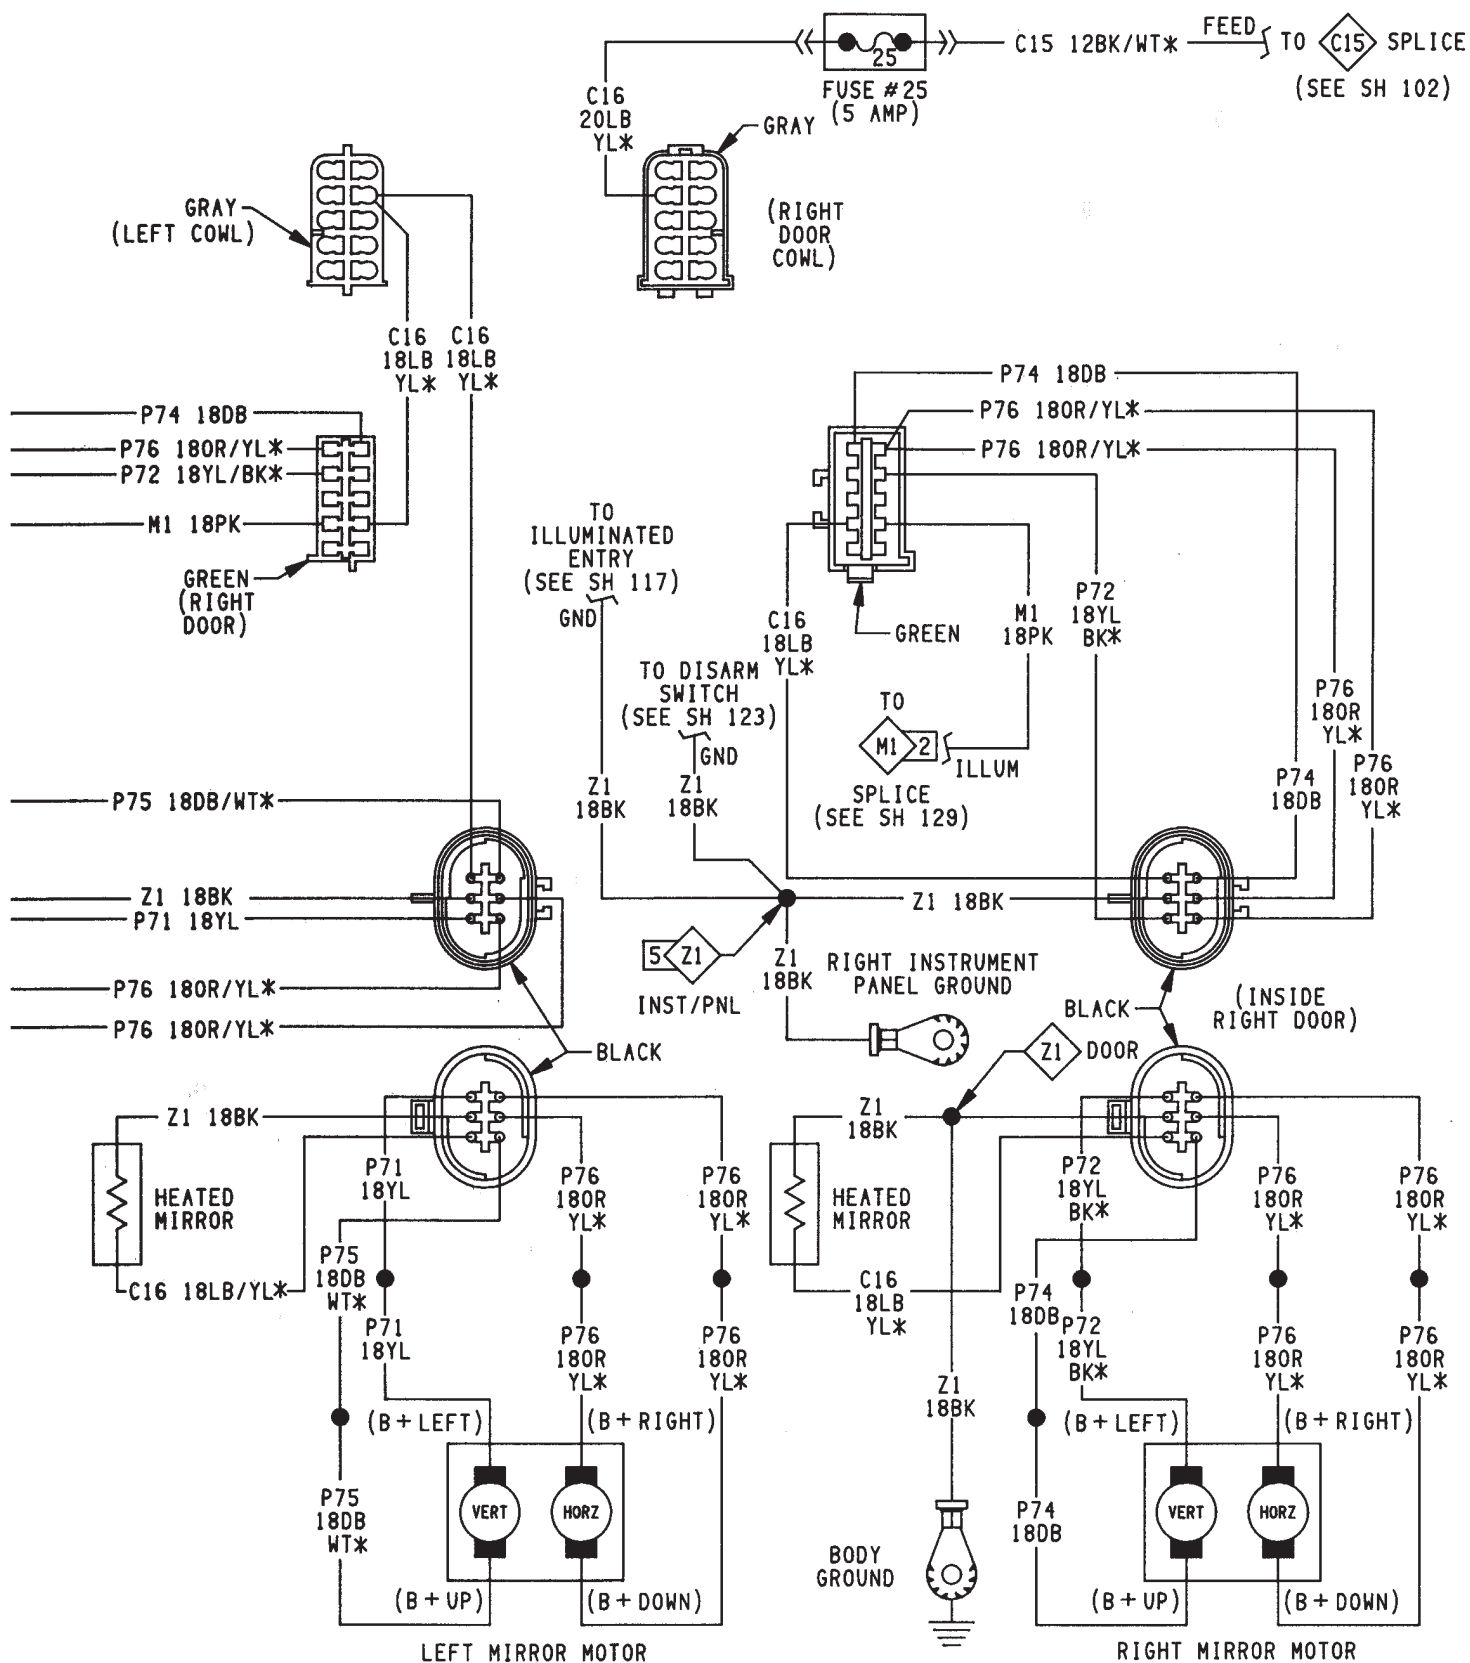 C15 12BK/WT*
FEED
TO
C15
SPLICE
(SEE SH 102)
25
FUSE #25
(5 AMP)
C16
20LB
YL*
GRAY
(RIGHT
DOOR
COWL)
GRAY
(LEFT COWL)
C16
18LB
YL*
C16
18LB
YL*
P74 18DB
P76 18OR/YL*
P72 18YL/BK*
M1 18PK
GREEN
(RIGHT
DOOR)
P74 18DB
P76 18OR/YL*
P76 18OR/YL*
TO
ILLUMINATED
ENTRY
(SEE SH 117)
GND
TO DISARM
SWITCH
(SEE SH 123)
GND
C16
18LB
YL*
GREEN
M1
18PK
P72
18YL
BK*
TO
M1
2
ILLUM
SPLICE
(SEE SH 129)
P76
18OR
YL*
P74
18DB
P76
18OR
YL*
Z1
18BK
Z1
18BK
P75 18DB/WT*
Z1 18BK
P71 18YL
P76 18OR/YL*
P76 18OR/YL*
Z1 18BK
5
Z1
INST/PNL
Z1
18BK
RIGHT INSTRUMENT
PANEL GROUND
BLACK
(INSIDE
RIGHT DOOR)
BLACK
Z1
DOOR
Z1 18BK
HEATED
MIRROR
C16 18LB/YL*
P71
18YL
P75
18DB
WT*
P71
18YL
P76
18OR
YL*
P76
18OR
YL*
P76
18OR
YL*
P76
18OR
YL*
Z1
18BK
HEATED
MIRROR
C16
18LB
YL*
P72
18YL
BK*
P74
18DB
P72
18YL
BK*
P76
18OR
YL*
P76
18OR
YL*
P76
18OR
YL*
P76
18OR
YL*
Z1
18BK
(B+LEFT)
(B+RIGHT)
(B+LEFT)
(B+RIGHT)
P75
18DB
WT*
VERT
HORZ
P74
18DB
VERT
HORZ
BODY
GROUND
(B+UP)
(B+DOWN)
(B+UP)
(B+DOWN)
LEFT MIRROR MOTOR
RIGHT MIRROR MOTOR